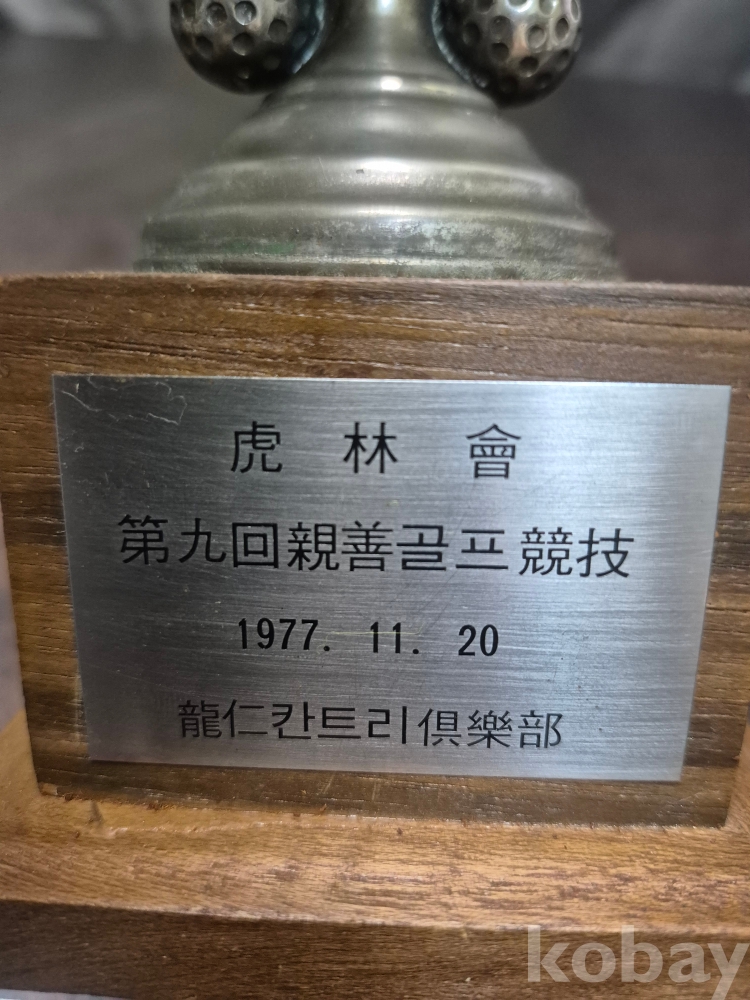 虎 林 會
第九回親善골프競技
1977. 11. 20
龍仁칸트리俱樂部
kobay